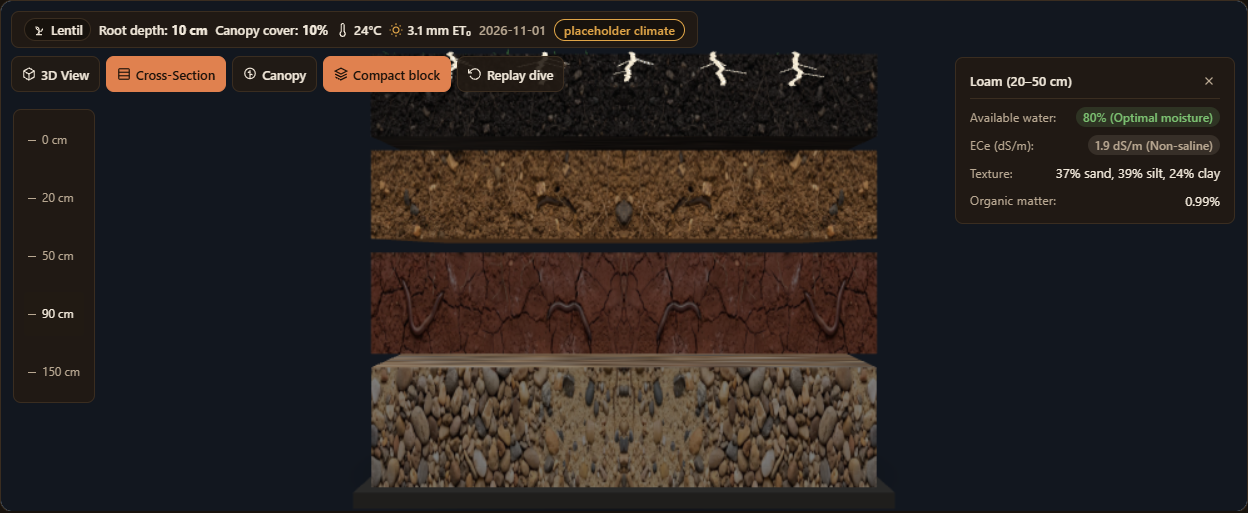 Lentil Root depth: 10 cm Canopy cover: 10% 24°C 3.1 mm ET₀ 2026-11-01 placeholder climate
3D View Cross-Section Canopy Compact block Replay dive
0 cm
20 cm
50 cm
90 cm
150 cm
Loam (20–50 cm) ×
Available water: 80% (Optimal moisture)
ECe (dS/m): 1.9 dS/m (Non-saline)
Texture: 37% sand, 39% silt, 24% clay
Organic matter: 0.99%